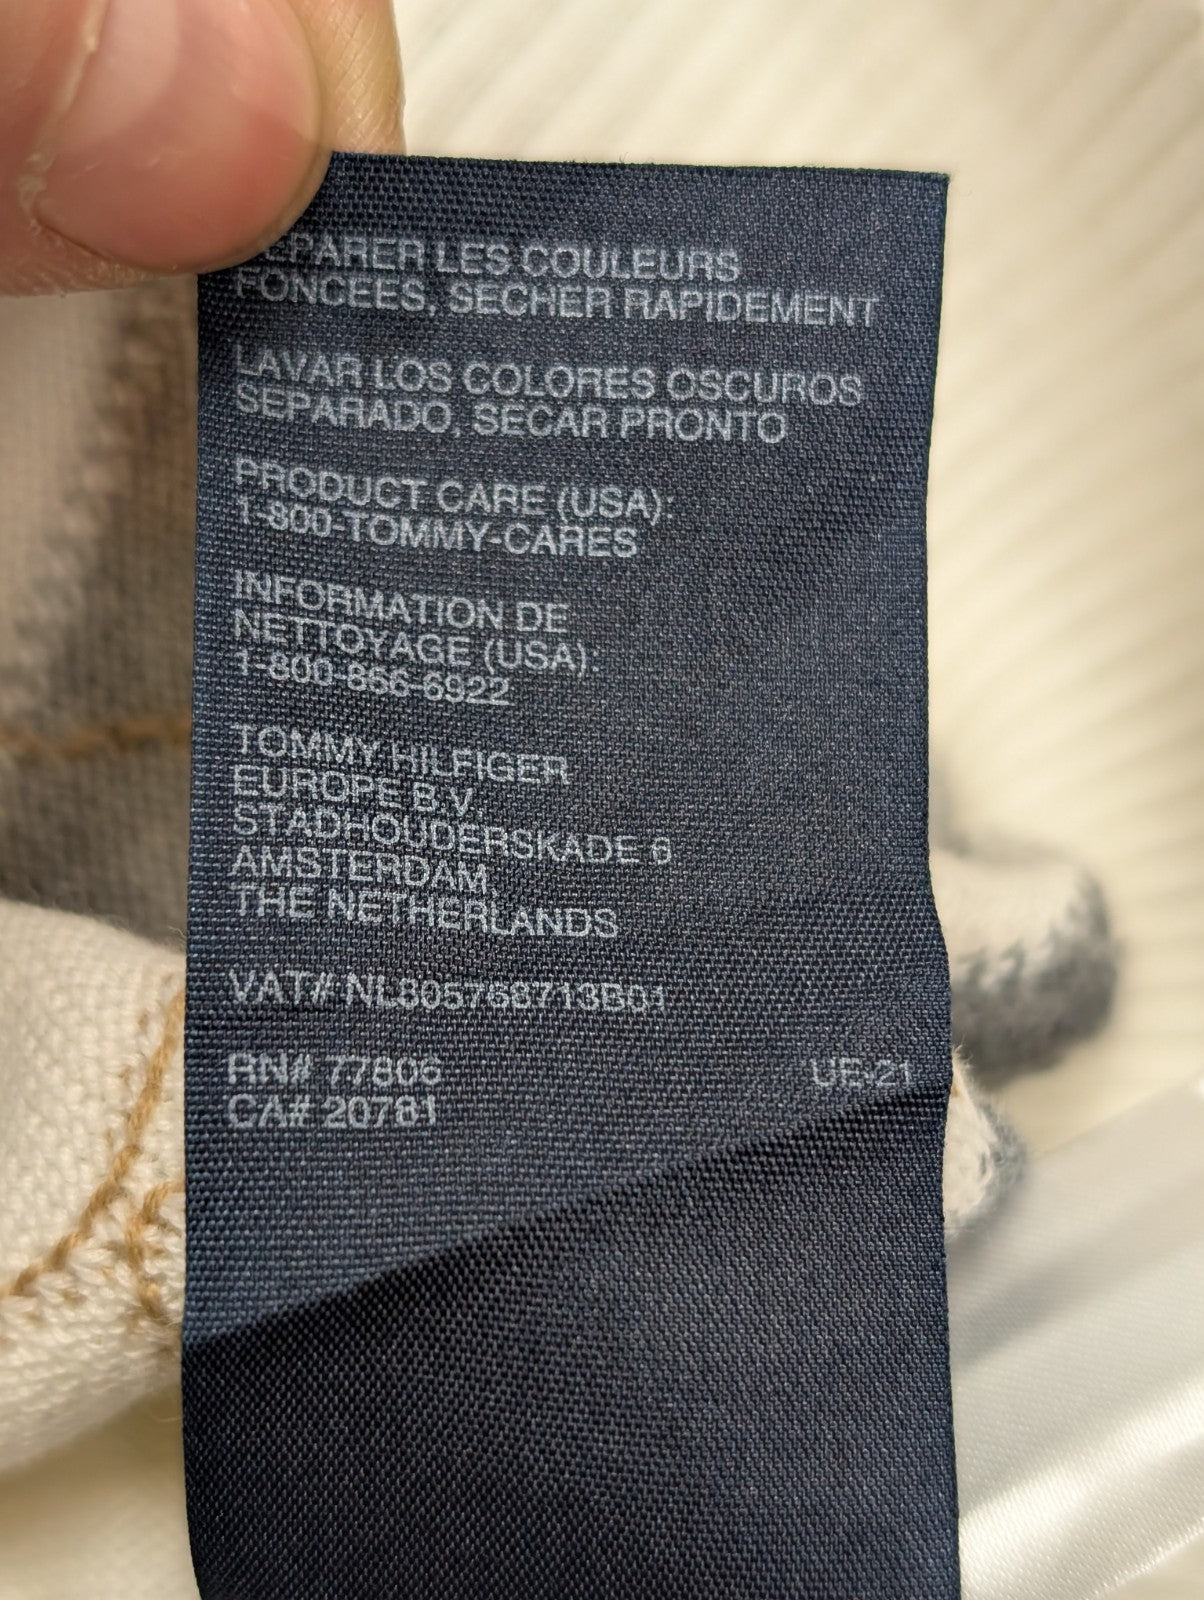 EPARER LES COULEURS
FONCEES, SECHER RAPIDEMENT
LAVAR LOS COLORES OSCUROS
SEPARADO, SECAR PRONTO
PRODUCT CARE (USA):
1-800-TOMMY-CARES
INFORMATION DE
NETTOYAGE (USA):
1-800-866-6922
TOMMY HILFIGER
EUROPE B.V.
STADHOUDERSKADE 6
AMSTERDAM,
THE NETHERLANDS
VAT# NL805768713B01
RN# 77806 UE-21
CA# 20781